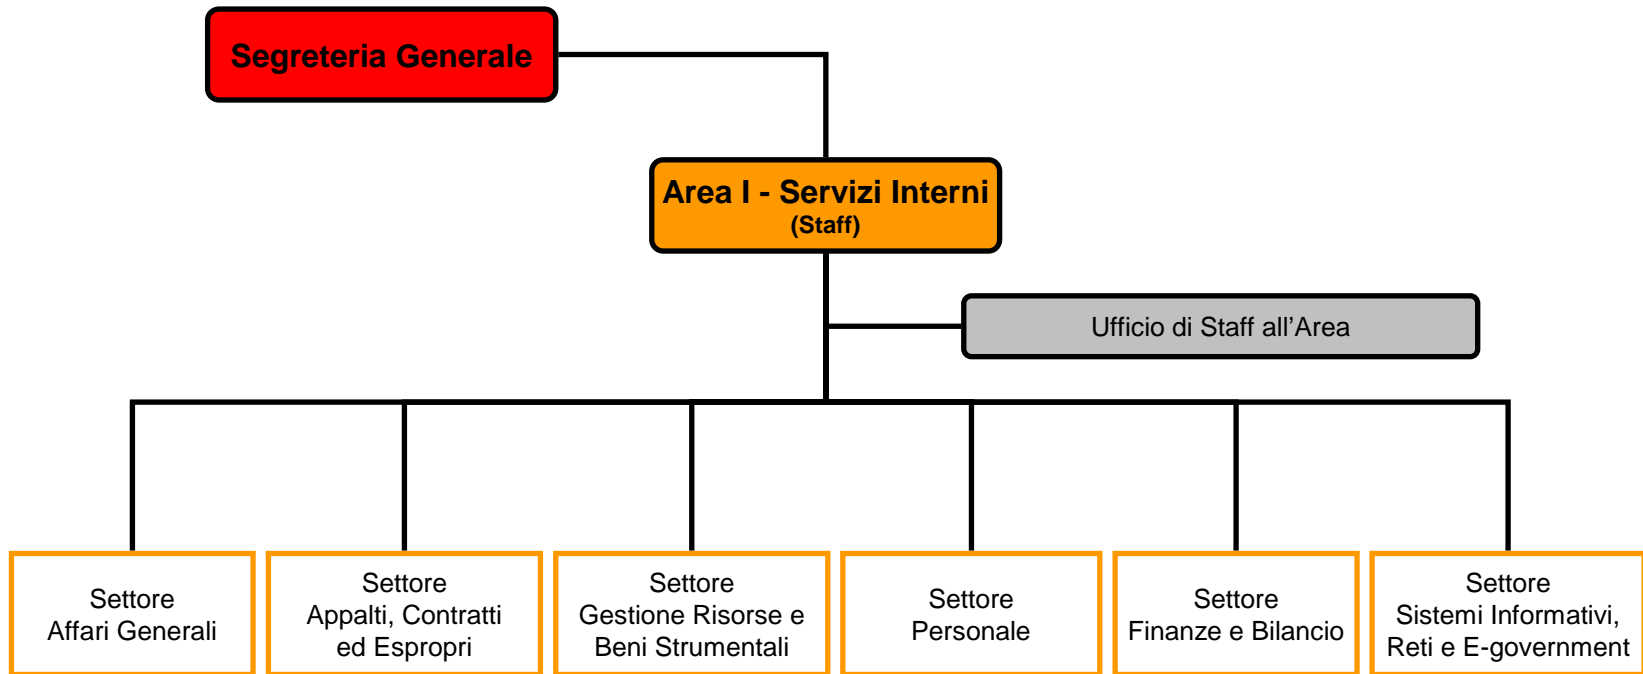 Segreteria Generale
Area I - Servizi Interni
(Staff)
Ufficio di Staff all’Area
Settore
Affari Generali
Settore
Appalti, Contratti
ed Espropri
Settore
Gestione Risorse e
Beni Strumentali
Settore
Personale
Settore
Finanze e Bilancio
Settore
Sistemi Informativi,
Reti e E-government